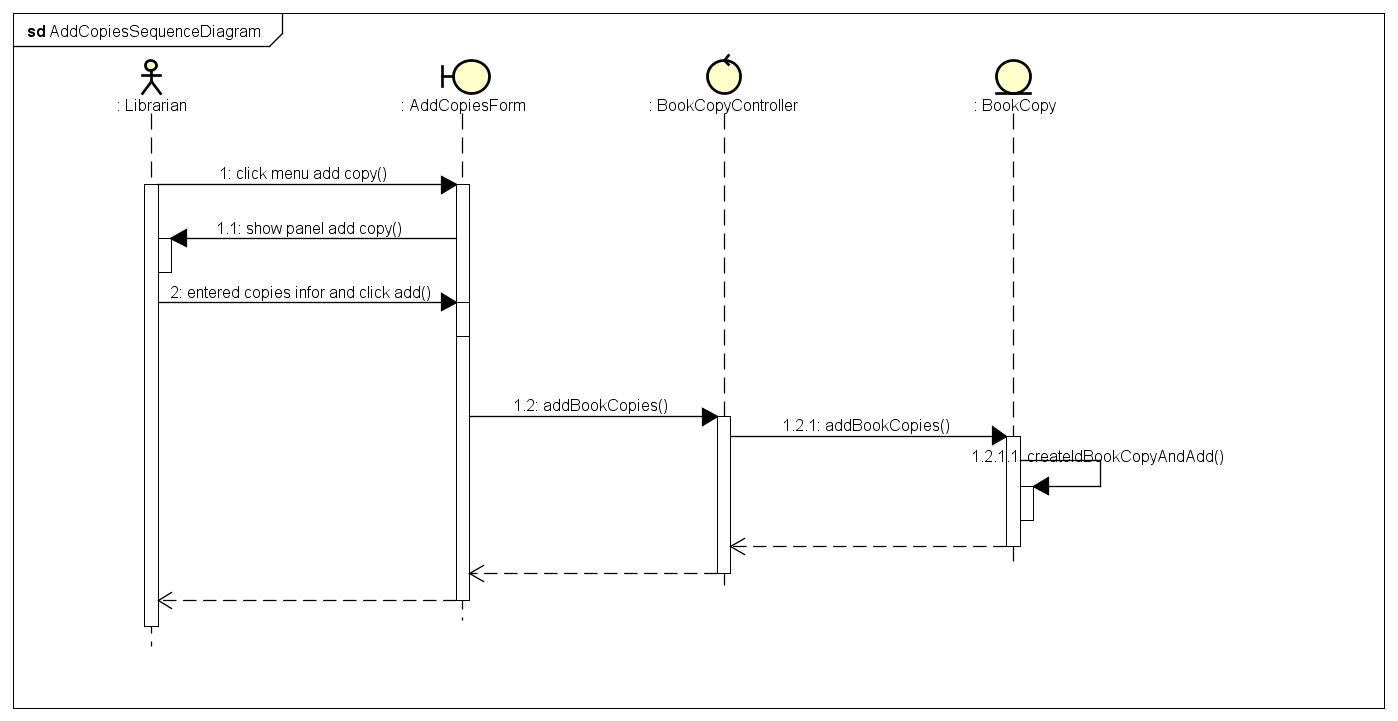 sd AddCopiesSequenceDiagram
: Librarian
: AddCopiesForm
: BookCopyController
: BookCopy
1: click menu add copy()
1.1: show panel add copy()
2: entered copies infor and click add()
1.2: addBookCopies()
1.2.1: addBookCopies()
1.2.1.1: createIdBookCopyAndAdd()